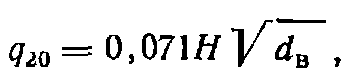 q₂₀ = 0,071H √d_в ,